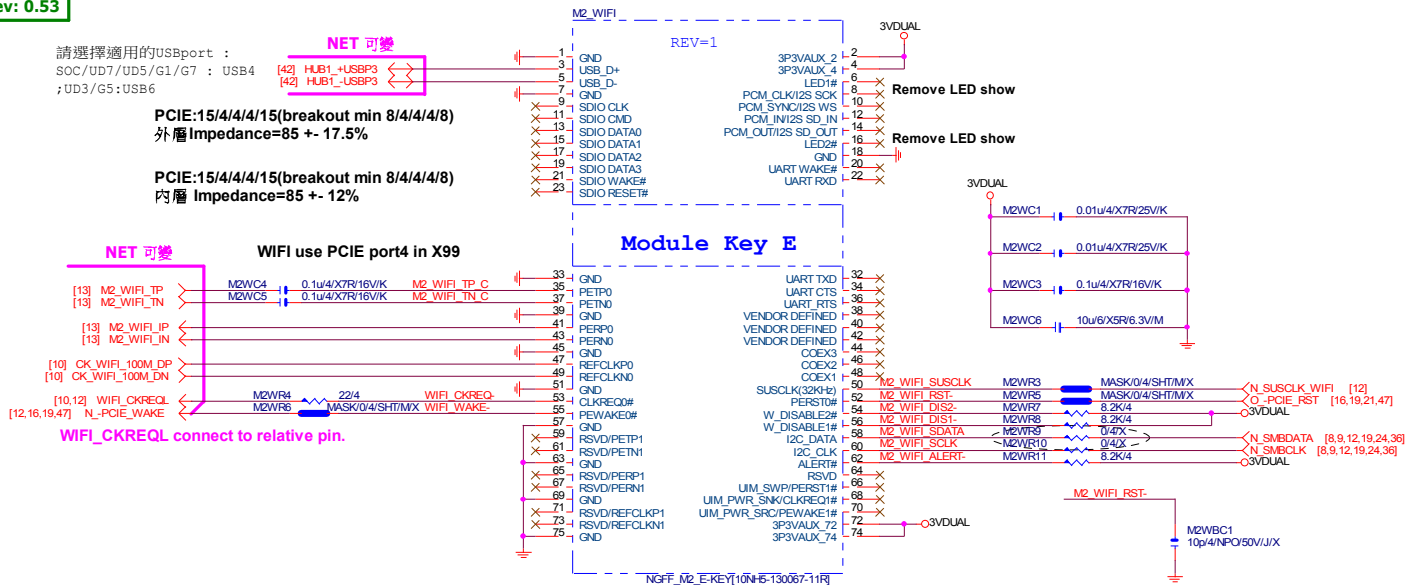 ev: 0.53
請選擇適用的USBport :
SOC/UD7/UD5/G1/G7 : USB4
;UD3/G5:USB6
NET 可變
[42] HUB1_+USBP3
[42] HUB1_-USBP3
PCIE:15/4/4/4/15(breakout min 8/4/4/4/8)
外層 Impedance=85 +- 17.5%
PCIE:15/4/4/4/15(breakout min 8/4/4/4/8)
内層 Impedance=85 +- 12%
M2_WIFI
REV=1
1 GND
3 USB_D+
5 USB_D-
7 GND
9 SDIO CLK
11 SDIO CMD
13 SDIO DATA0
15 SDIO DATA1
17 SDIO DATA2
19 SDIO DATA3
21 SDIO WAKE#
23 SDIO RESET#
3P3VAUX_2 2
3P3VAUX_4 4
LED1# 6
PCM_CLK/I2S SCK 8
PCM_SYNC/I2S WS 10
PCM_IN/I2S SD_IN 12
PCM_OUT/I2S SD_OUT 14
LED2# 16
GND 18
UART WAKE# 20
UART RXD 22
3VDUAL
Remove LED show
Remove LED show
Module Key E
NET 可變
WIFI use PCIE port4 in X99
[13] M2_WIFI_TP
M2WC4 0.1u/4/X7R/16V/K M2_WIFI_TP_C
[13] M2_WIFI_TN
M2WC5 0.1u/4/X7R/16V/K M2_WIFI_TN_C
[13] M2_WIFI_IP
[13] M2_WIFI_IN
[10] CK_WIFI_100M_DP
[10] CK_WIFI_100M_DN
[10,12] WIFI_CKREQL
M2WR4 22/4 WIFI_CKREQ-
[12,16,19,47] N_-PCIE_WAKE
M2WR6 MASK/0/4/SHT/M/X WIFI_WAKE-
WIFI_CKREQL connect to relative pin.
33 GND
35 PETP0
37 PETN0
39 GND
41 PERP0
43 PERN0
45 GND
47 REFCLKP0
49 REFCLKN0
51 GND
53 CLKREQ0#
55 PEWAKE0#
57 GND
59 RSVD/PETP1
61 RSVD/PETN1
63 GND
65 RSVD/PERP1
67 RSVD/PERN1
69 GND
71 RSVD/REFCLKP1
73 RSVD/REFCLKN1
75 GND
UART TXD 32
UART CTS 34
UART_RTS 36
VENDOR DEFINED 38
VENDOR DEFINED 40
VENDOR DEFINED 42
COEX3 44
COEX2 46
COEX1 48
SUSCLK(32KHz) 50
PERST0# 52
W_DISABLE2# 54
W_DISABLE1# 56
I2C_DATA 58
I2C_CLK 60
ALERT# 62
RSVD 64
UIM_SWP/PERST1# 66
UIM_PWR_SNK/CLKREQ1# 68
UIM_PWR_SRC/PEWAKE1# 70
3P3VAUX_72 72
3P3VAUX_74 74
3VDUAL
NGFF_M2_E-KEY[10NH5-130067-11R]
3VDUAL
M2WC1 0.01u/4/X7R/25V/K
M2WC2 0.01u/4/X7R/25V/K
M2WC3 0.1u/4/X7R/16V/K
M2WC6 10u/6/X5R/6.3V/M
M2_WIFI_SUSCLK M2WR3 MASK/0/4/SHT/M/X N_SUSCLK_WIFI [12]
M2_WIFI_RST- M2WR5 MASK/0/4/SHT/M/X O_-PCIE_RST [16,19,21,47]
M2_WIFI_DIS2- M2WR7 8.2K/4 3VDUAL
M2_WIFI_DIS1- M2WR8 8.2K/4
M2_WIFI_SDATA M2WR9 0/4/X N_SMBDATA [8,9,12,19,24,36]
M2_WIFI_SCLK M2WR10 0/4/X N_SMBCLK [8,9,12,19,24,36]
M2_WIFI_ALERT- M2WR11 8.2K/4 3VDUAL
M2_WIFI_RST-
M2WBC1
10p/4/NPO/50V/J/X